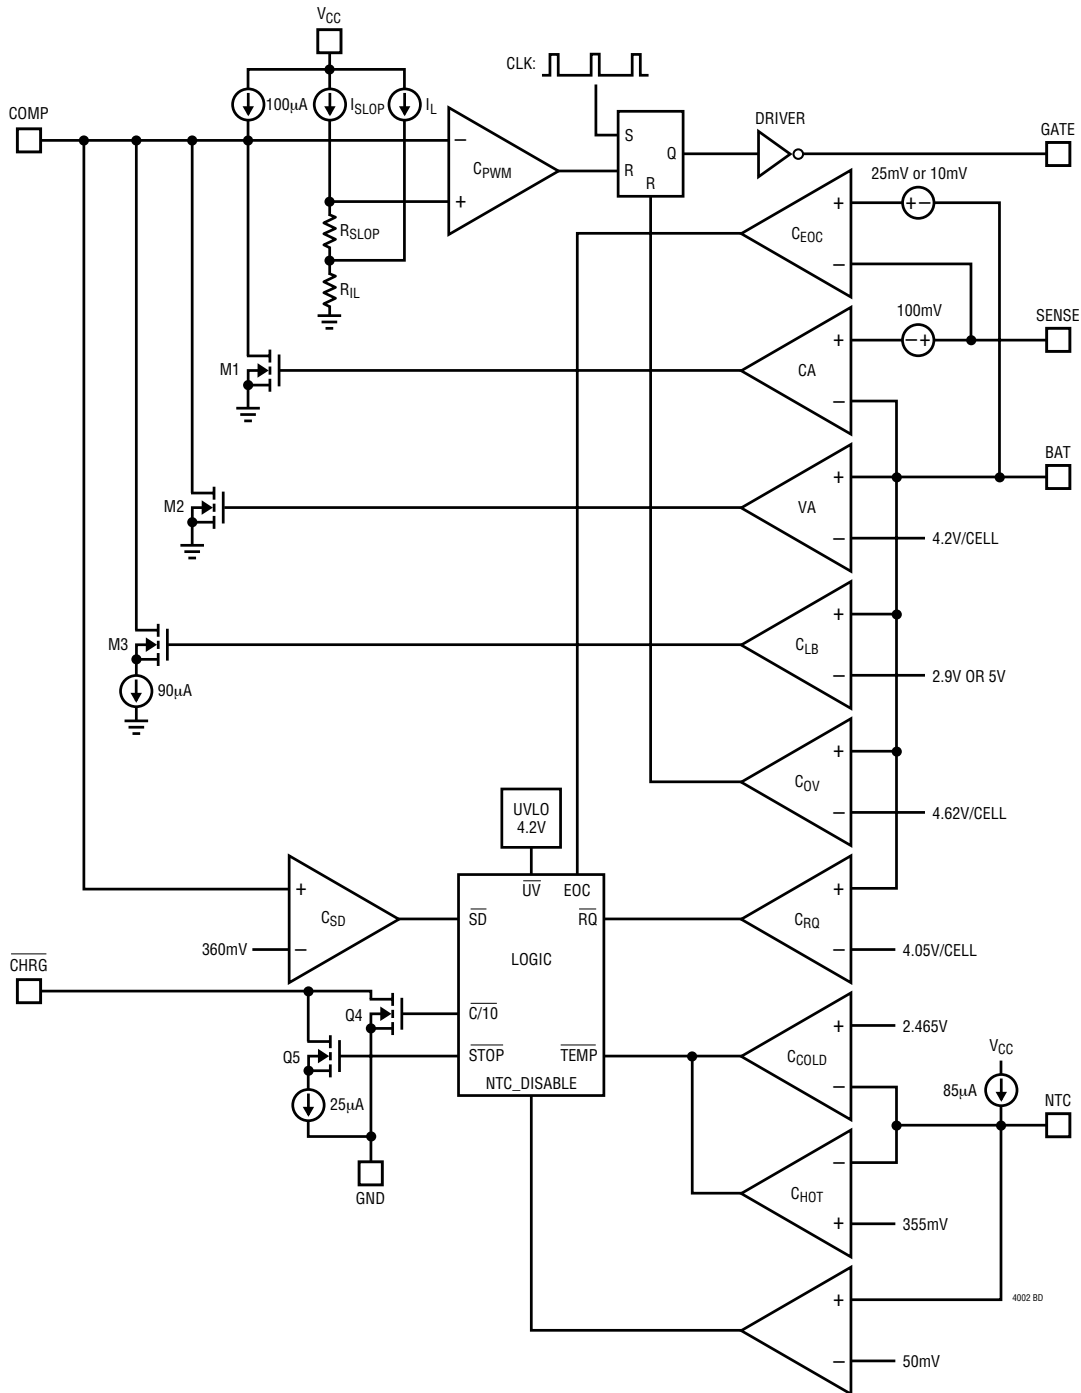 VCC
CLK:
COMP
100µA
ISLOP
IL
DRIVER
GATE
−
CPWM
+
S
R
Q
R
25mV or 10mV
+−
+
CEOC
−
RSLOP
RIL
100mV
SENSE
−+
+
CA
−
M1
BAT
+
VA
−
4.2V/CELL
M2
+
CLB
−
2.9V OR 5V
M3
90µA
+
COV
−
4.62V/CELL
UVLO
4.2V
+
CSD
−
360mV
UV
EOC
SD
RQ
LOGIC
C/10
STOP
TEMP
NTC_DISABLE
+
CRQ
−
4.05V/CELL
CHRG
Q4
Q5
25µA
GND
+
CCOLD
−
2.465V
VCC
85µA
NTC
−
CHOT
+
355mV
+
−
50mV
4002 BD